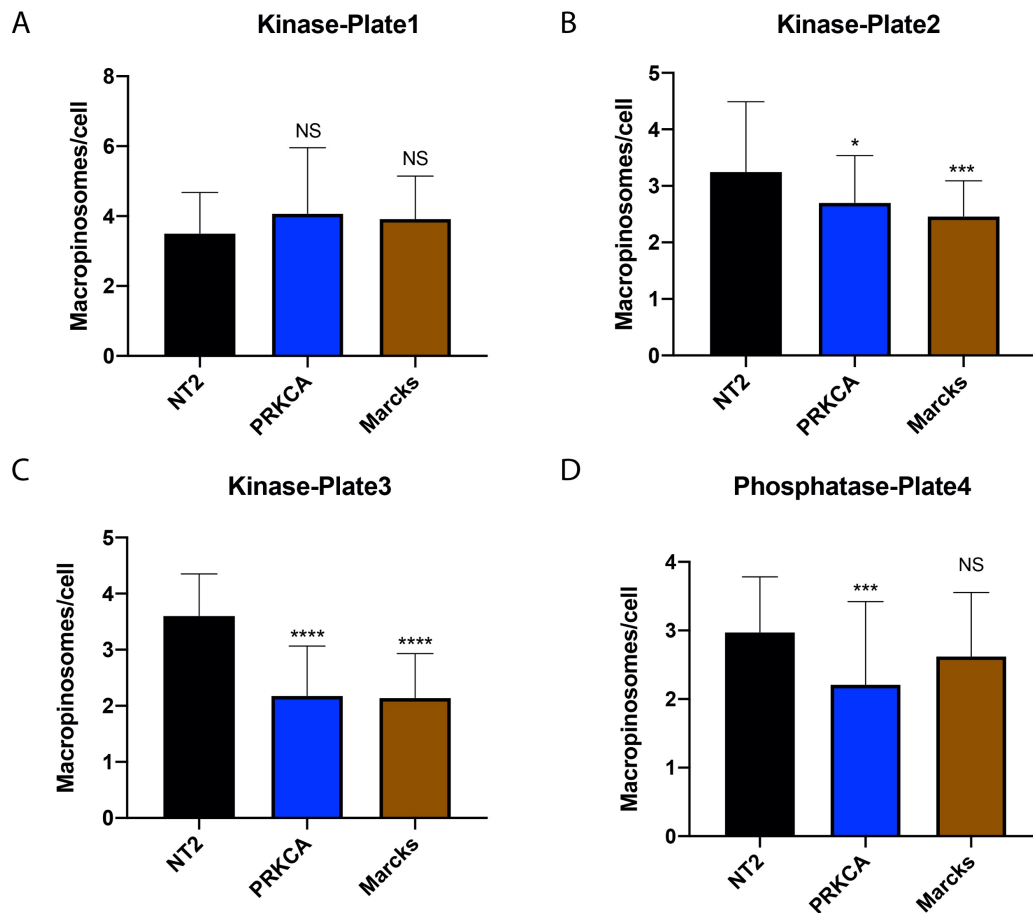 A
Kinase-Plate1
Macropinosomes/cell
8
6
4
2
0
NS
NS
NT2
PRKCA
Marcks
B
Kinase-Plate2
Macropinosomes/cell
5
4
3
2
1
0
*
***
NT2
PRKCA
Marcks
C
Kinase-Plate3
Macropinosomes/cell
5
4
3
2
1
0
****
****
NT2
PRKCA
Marcks
D
Phosphatase-Plate4
Macropinosomes/cell
4
3
2
1
0
***
NS
NT2
PRKCA
Marcks